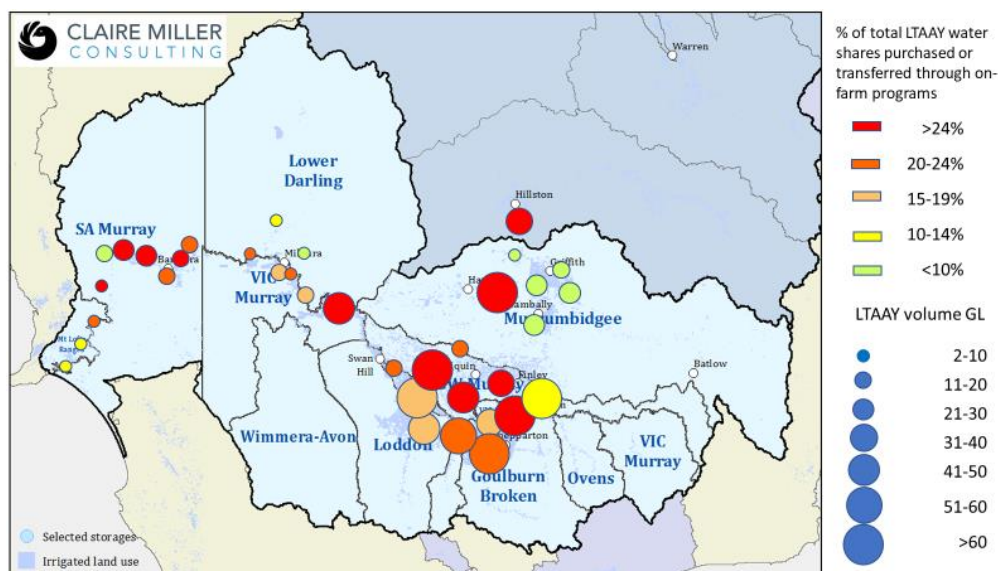 CLAIRE MILLER
CONSULTING
Warren
Lower
Darling
Hillston
SA Murray
Griffith
VIC
Murray
Murrumbidgee
Swan
Hill
Finley
Batlow
Wimmera-Avon
Loddon
Shepparton
Goulburn
Broken
Ovens
VIC
Murray
Selected storages
Irrigated land use
% of total LTAAY water
shares purchased or
transferred through on-
farm programs
>24%
20-24%
15-19%
10-14%
<10%
LTAAY volume GL
2-10
11-20
21-30
31-40
41-50
51-60
>60